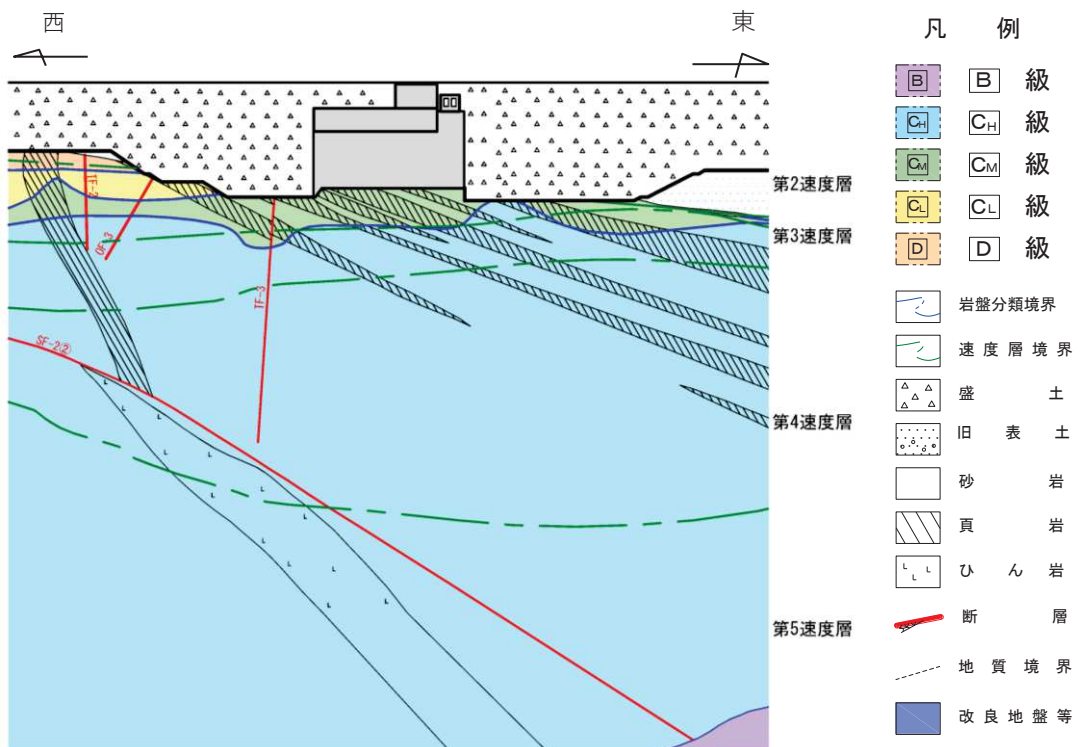 西
東
凡 例
B B 級
CH CH 級
CM CM 級
CL CL 級
D D 級
岩盤分類境界
速度層境界
盛土
旧表土
砂岩
頁岩
ひん岩
断層
地質境界
改良地盤等
第2速度層
第3速度層
第4速度層
第5速度層
TF-2
OF-3
TF-3
SF-2(2)